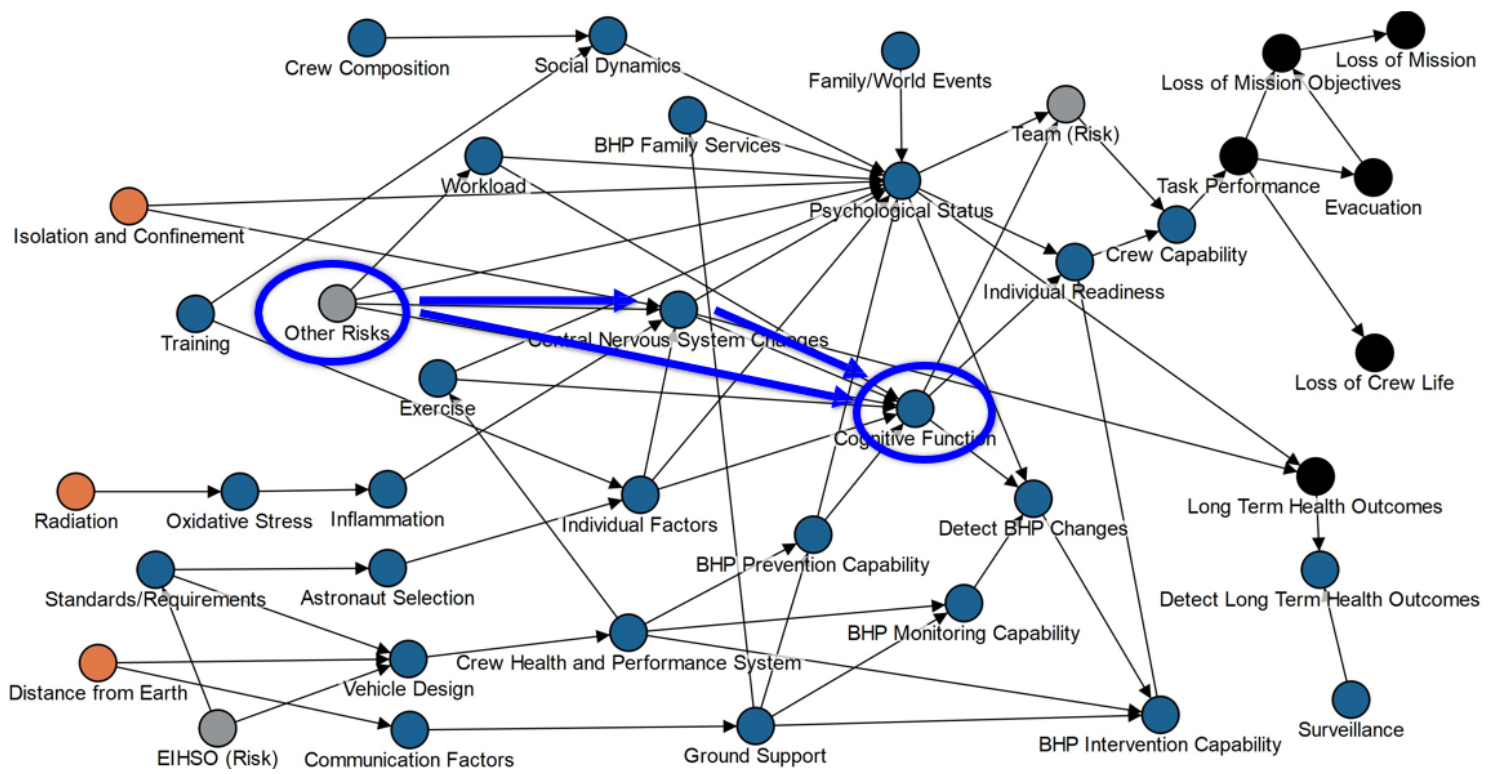 Crew Composition
Social Dynamics
Family/World Events
Loss of Mission
Loss of Mission Objectives
BHP Family Services
Team (Risk)
Workload
Psychological Status
Task Performance
Evacuation
Isolation and Confinement
Crew Capability
Individual Readiness
Training
Other Risks
Central Nervous System Changes
Loss of Crew Life
Exercise
Cognitive Function
Radiation
Oxidative Stress
Inflammation
Individual Factors
Detect BHP Changes
Long Term Health Outcomes
BHP Prevention Capability
Standards/Requirements
Astronaut Selection
Detect Long Term Health Outcomes
BHP Monitoring Capability
Crew Health and Performance System
Distance from Earth
Vehicle Design
EIHSO (Risk)
Communication Factors
Ground Support
BHP Intervention Capability
Surveillance